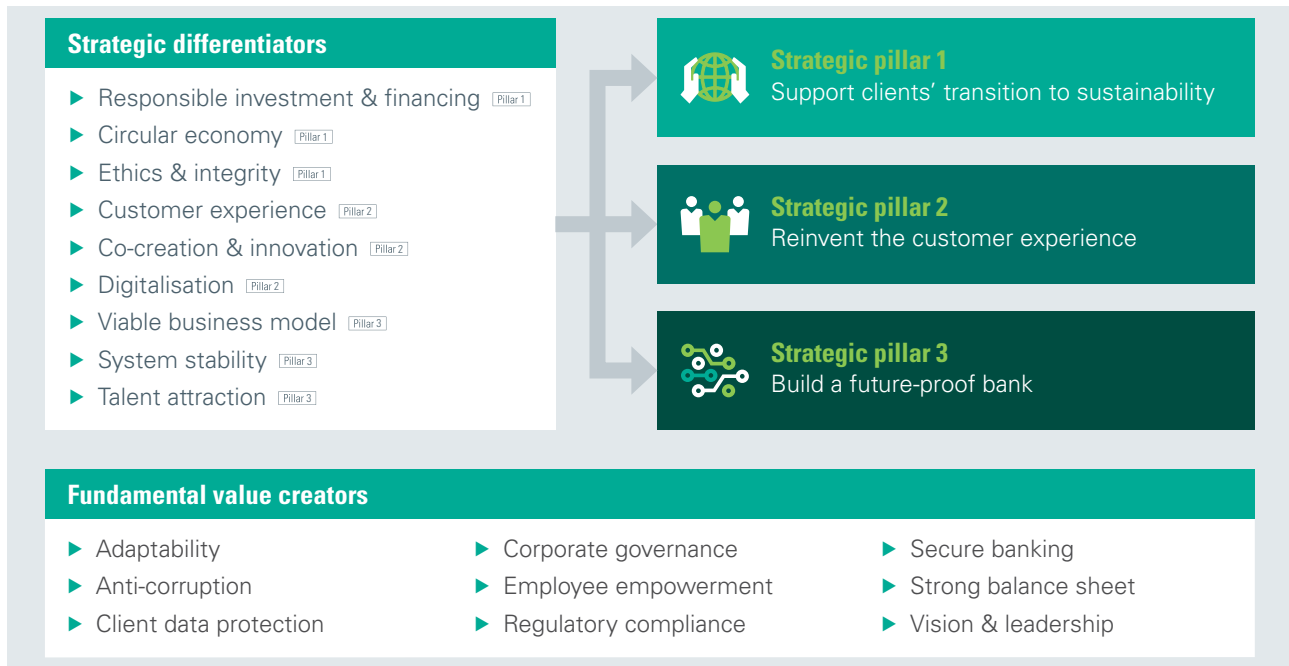 Strategic differentiators
Responsible investment & financing Pillar 1
Circular economy Pillar 1
Ethics & integrity Pillar 1
Customer experience Pillar 2
Co-creation & innovation Pillar 2
Digitalisation Pillar 2
Viable business model Pillar 3
System stability Pillar 3
Talent attraction Pillar 3
Strategic pillar 1
Support clients’ transition to sustainability
Strategic pillar 2
Reinvent the customer experience
Strategic pillar 3
Build a future-proof bank
Fundamental value creators
Adaptability
Anti-corruption
Client data protection
Corporate governance
Employee empowerment
Regulatory compliance
Secure banking
Strong balance sheet
Vision & leadership